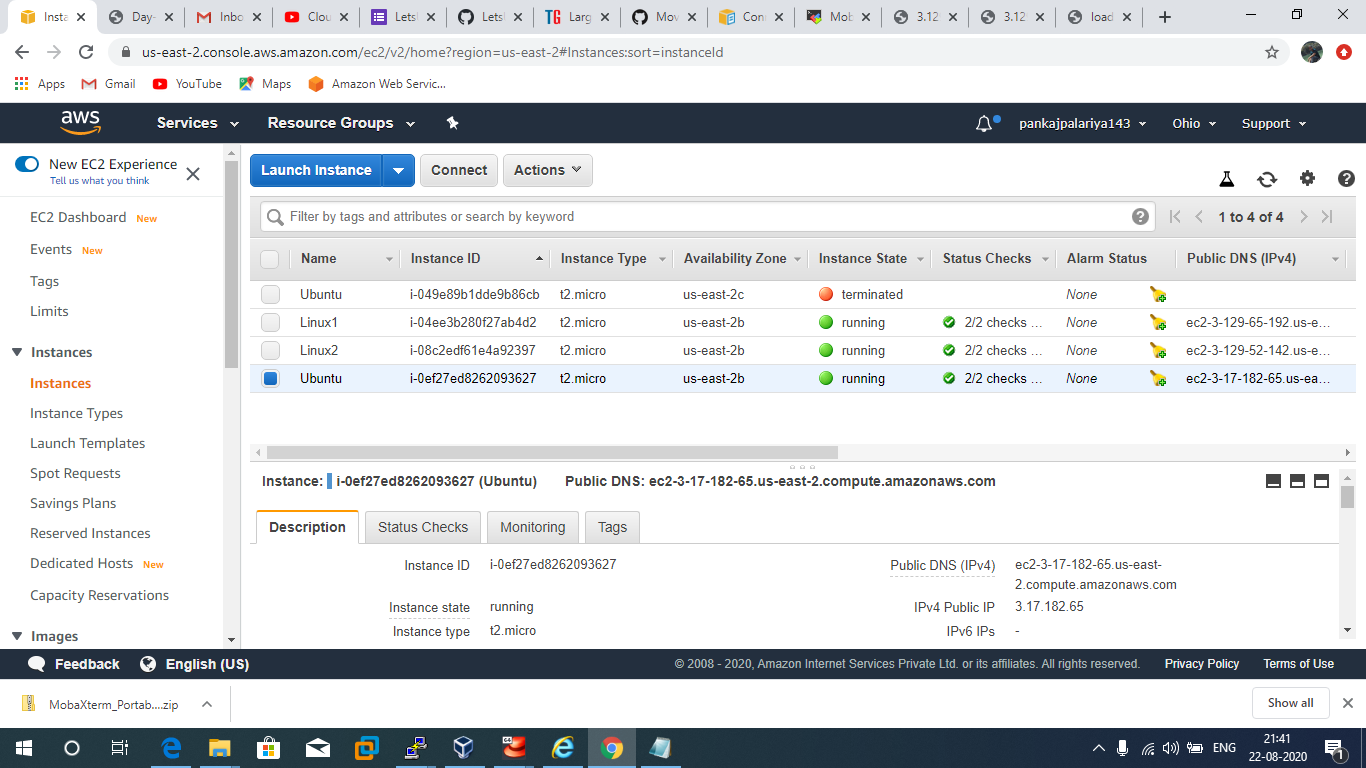 Insta
Day-
Inbo
Clou
Letsl
Letsl
Larg
Mov
Con
Mob
3.12
3.12
load
us-east-2.console.aws.amazon.com/ec2/v2/home?region=us-east-2#Instances:sort=instanceId
Apps
Gmail
YouTube
Maps
Amazon Web Servic...
aws
Services
Resource Groups
pankajpalariya143
Ohio
Support
New EC2 Experience
Tell us what you think
Launch Instance
Connect
Actions
EC2 Dashboard New
Events New
Tags
Limits
Instances
Instances
Instance Types
Launch Templates
Spot Requests
Savings Plans
Reserved Instances
Dedicated Hosts New
Capacity Reservations
Images
Filter by tags and attributes or search by keyword
1 to 4 of 4
Name Instance ID Instance Type Availability Zone Instance State Status Checks Alarm Status Public DNS (IPv4)
Ubuntu i-049e89b1dde9b86cb t2.micro us-east-2c terminated None
Linux1 i-04ee3b280f27ab4d2 t2.micro us-east-2b running 2/2 checks ... None ec2-3-129-65-192.us-e...
Linux2 i-08c2edf61e4a92397 t2.micro us-east-2b running 2/2 checks ... None ec2-3-129-52-142.us-e...
Ubuntu i-0ef27ed8262093627 t2.micro us-east-2b running 2/2 checks ... None ec2-3-17-182-65.us-ea...
Instance: i-0ef27ed8262093627 (Ubuntu) Public DNS: ec2-3-17-182-65.us-east-2.compute.amazonaws.com
Description
Status Checks
Monitoring
Tags
Instance ID i-0ef27ed8262093627
Instance state running
Instance type t2.micro
Public DNS (IPv4) ec2-3-17-182-65.us-east-
2.compute.amazonaws.com
IPv4 Public IP 3.17.182.65
IPv6 IPs -
Feedback
English (US)
© 2008 - 2020, Amazon Internet Services Private Ltd. or its affiliates. All rights reserved.
Privacy Policy
Terms of Use
MobaXterm_Portab....zip
Show all
ENG
21:41
22-08-2020
1